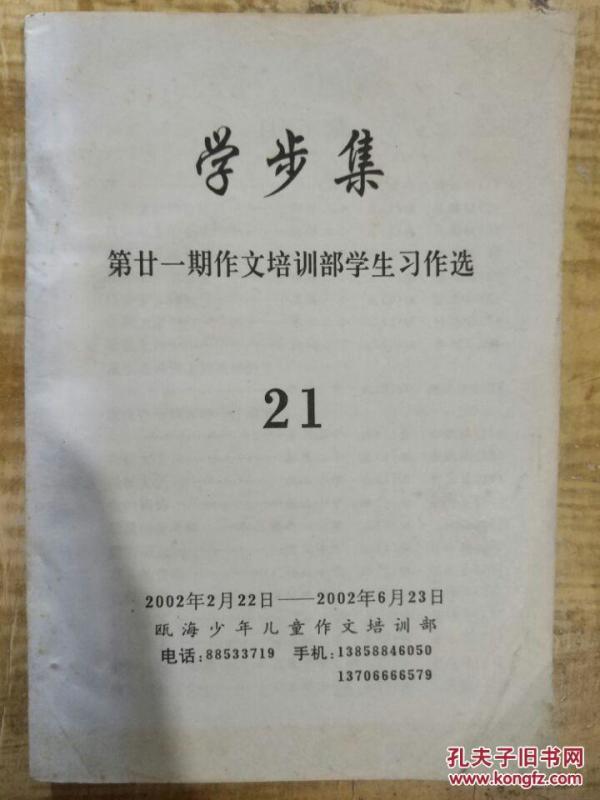 学步集
第廿一期作文培训部学生习作选
21
2002年2月22日——2002年6月23日
瓯海少年儿童作文培训部
电话:88533719 手机:13858846050
13706666579
孔夫子旧书网
www.kongfz.com